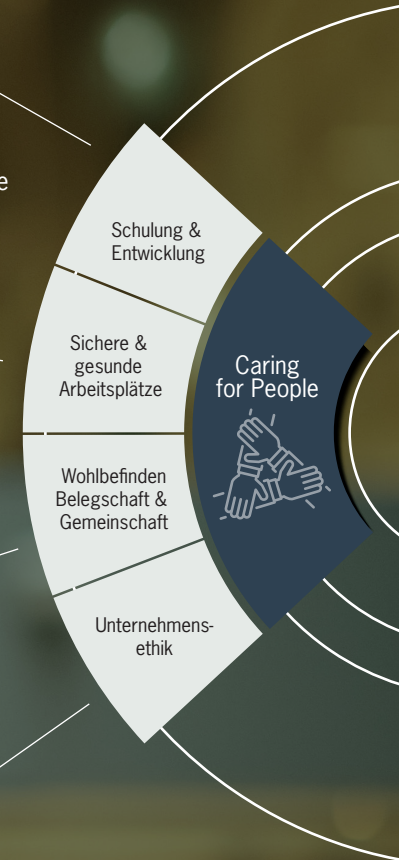 e
Schulung &
Entwicklung
Sichere &
gesunde
Arbeitsplätze
Caring
for People
Wohlbefinden
Belegschaft &
Gemeinschaft
Unternehmens-
ethik